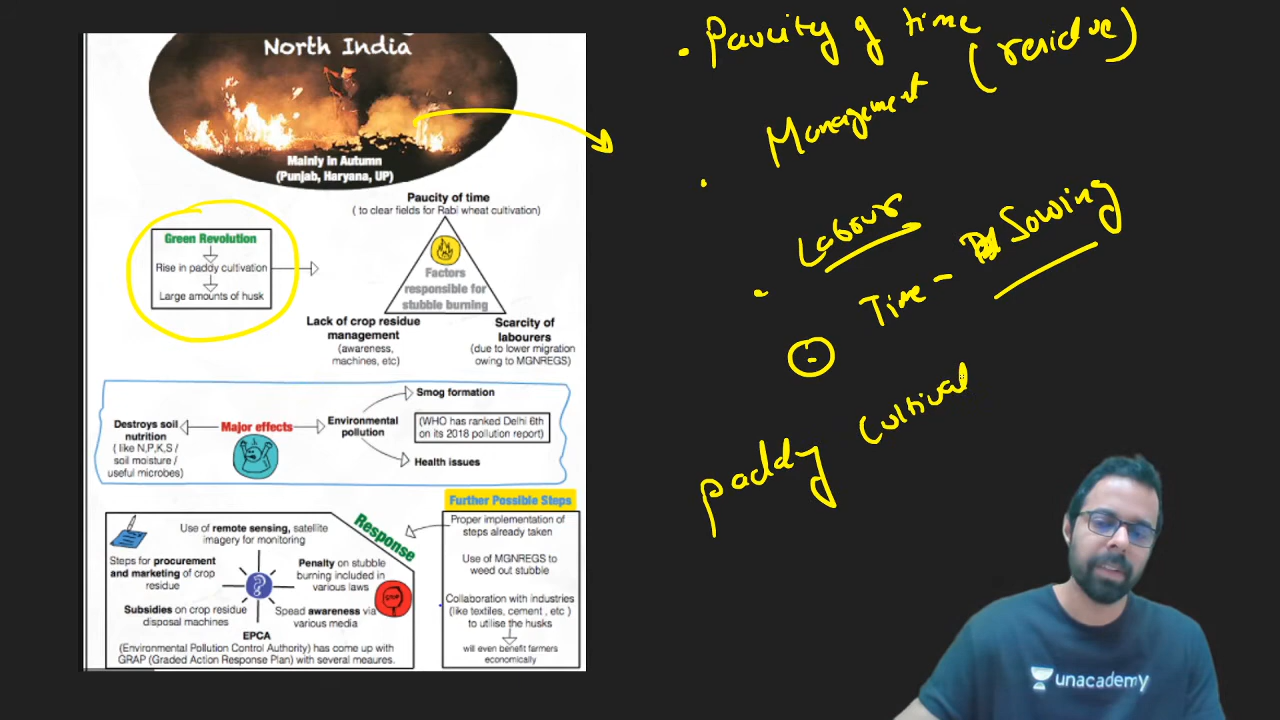 North India
Mainly in Autumn
(Punjab, Haryana, UP)
Paucity of time
( to clear fields for Rabi wheat cultivation)
Green Revolution
Rise in paddy cultivation
Large amounts of husk
Factors
responsible for
stubble burning
Lack of crop residue
management
(awareness,
machines, etc)
Scarcity of
labourers
(due to lower migration
owing to MGNREGS)
Destroys soil
nutrition
( like N,P,K,S /
soil moisture /
useful microbes)
Major effects
Environmental
pollution
Smog formation
(WHO has ranked Delhi 6th
on its 2018 pollution report)
Health issues
Response
Use of remote sensing, satellite
imagery for monitoring
Steps for procurement
and marketing of crop
residue
Penalty on stubble
burning included in
various laws
STOP
Subsidies on crop residue
disposal machines
Spead awareness via
various media
EPCA
(Environmental Pollution Control Authority) has come up with
GRAP (Graded Action Response Plan) with several meaures.
Further Possible Steps
Proper implementation of
steps already taken
Use of MGNREGS to
weed out stubble
Collaboration with industries
(like textiles, cement , etc )
to utilise the husks
will even benefit farmers
economically
• Paucity of time
Management (residue)
• Labour
• Time - Sowing
paddy cultivat
unacademy